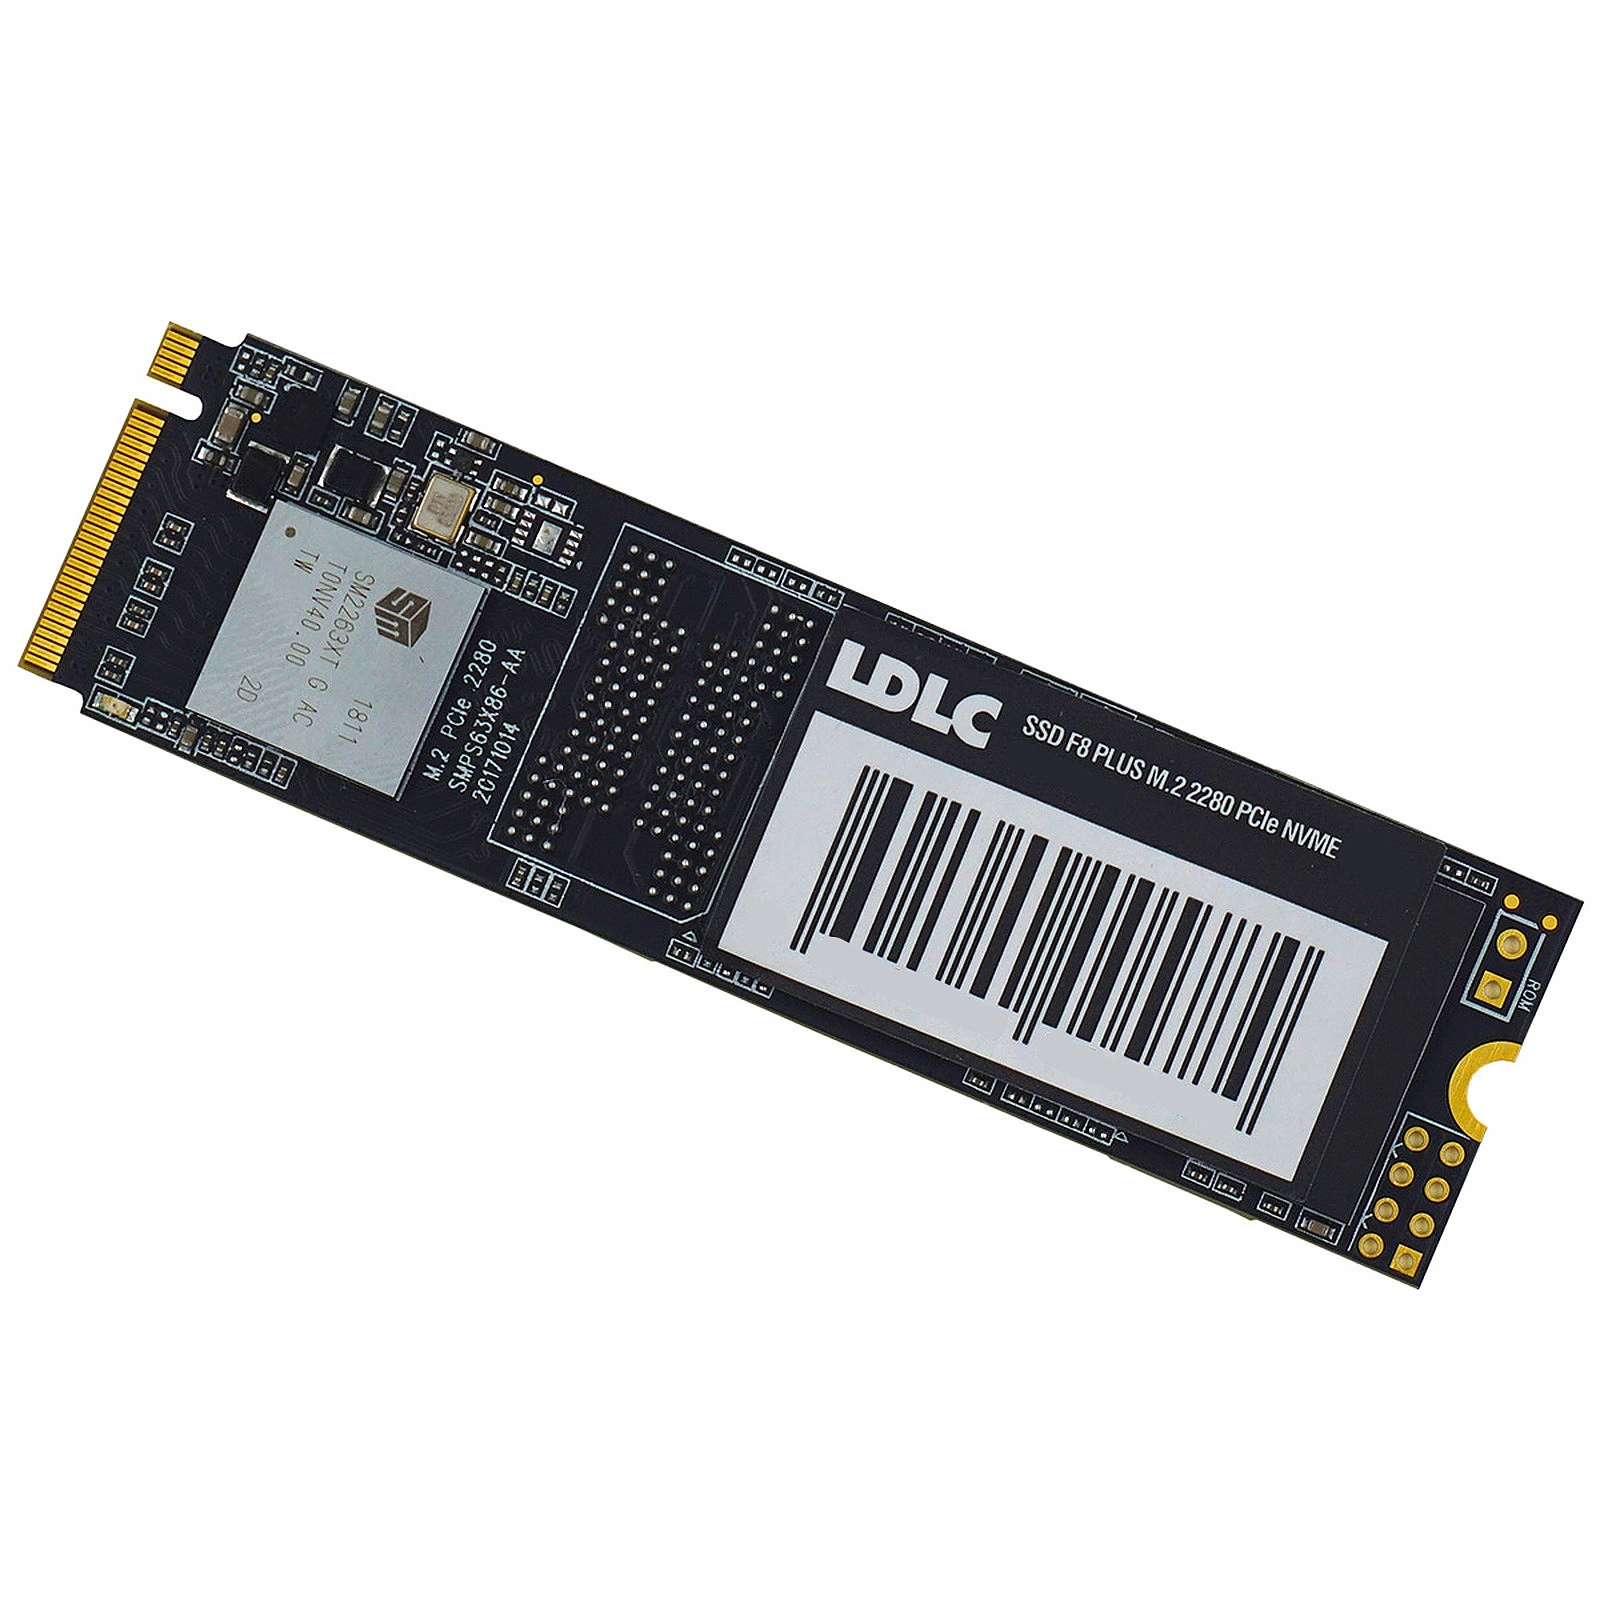 SM2263XT G AC
TONV40.00 2D
TW
1811
M.2 PCIe 2280
SMPS63X86-AA
20171014
LDLC
SSD F8 PLUS M.2 2280 PCIe NVME
ROM